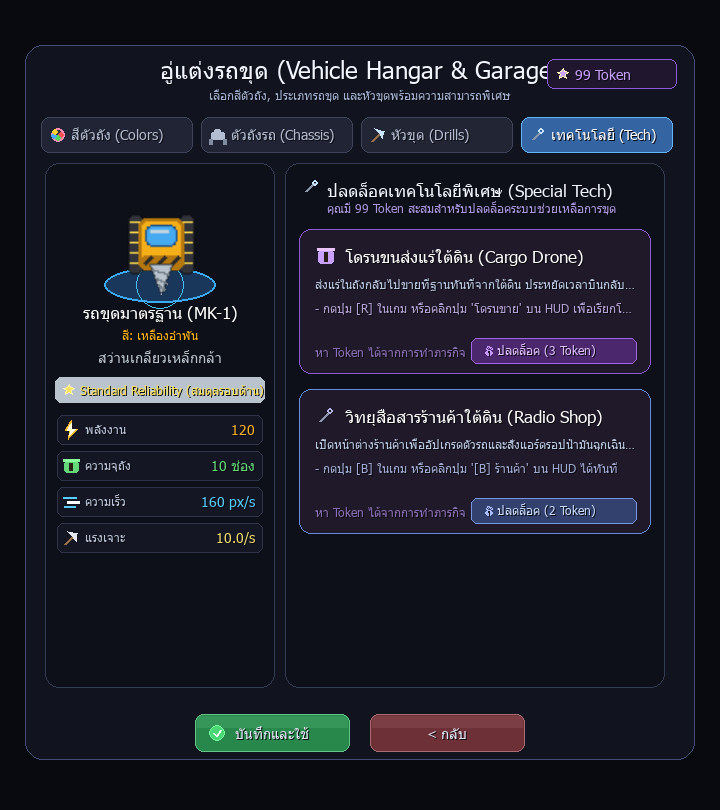 อู่แต่งรถขุด (Vehicle Hangar & Garage
99 Token
เลือกสีตัวถัง, ประเภทรถขุด และหัวขุดพร้อมความสามารถพิเศษ
สีตัวถัง (Colors)
ตัวถังรถ (Chassis)
หัวขุด (Drills)
เทคโนโลยี (Tech)
รถขุดมาตรฐาน (MK-1)
สี: เหลืองอำพัน
สว่านเกลียวเหล็กกล้า
Standard Reliability (สมดุลรอบด้าน)
พลังงาน 120
ความจุถัง 10 ช่อง
ความเร็ว 160 px/s
แรงเจาะ 10.0/s
ปลดล็อคเทคโนโลยีพิเศษ (Special Tech)
คุณมี 99 Token สะสมสำหรับปลดล็อคระบบช่วยเหลือการขุด
โดรนขนส่งแร่ใต้ดิน (Cargo Drone)
ส่งแร่ในถังกลับไปขายที่ฐานทันทีจากใต้ดิน ประหยัดเวลาบินกลับ...
- กดปุ่ม [R] ในเกม หรือคลิกปุ่ม 'โดรนขาย' บน HUD เพื่อเรียกโ...
หา Token ได้จากการทำภารกิจ
ปลดล็อค (3 Token)
วิทยุสื่อสารร้านค้าใต้ดิน (Radio Shop)
เปิดหน้าต่างร้านค้าเพื่ออัปเกรดตัวรถและสั่งแอร์ดรอปน้ำมันฉุกเฉิน...
- กดปุ่ม [B] ในเกม หรือคลิกปุ่ม '[B] ร้านค้า' บน HUD ได้ทันที
หา Token ได้จากการทำภารกิจ
ปลดล็อค (2 Token)
บันทึกและใช้
< กลับ